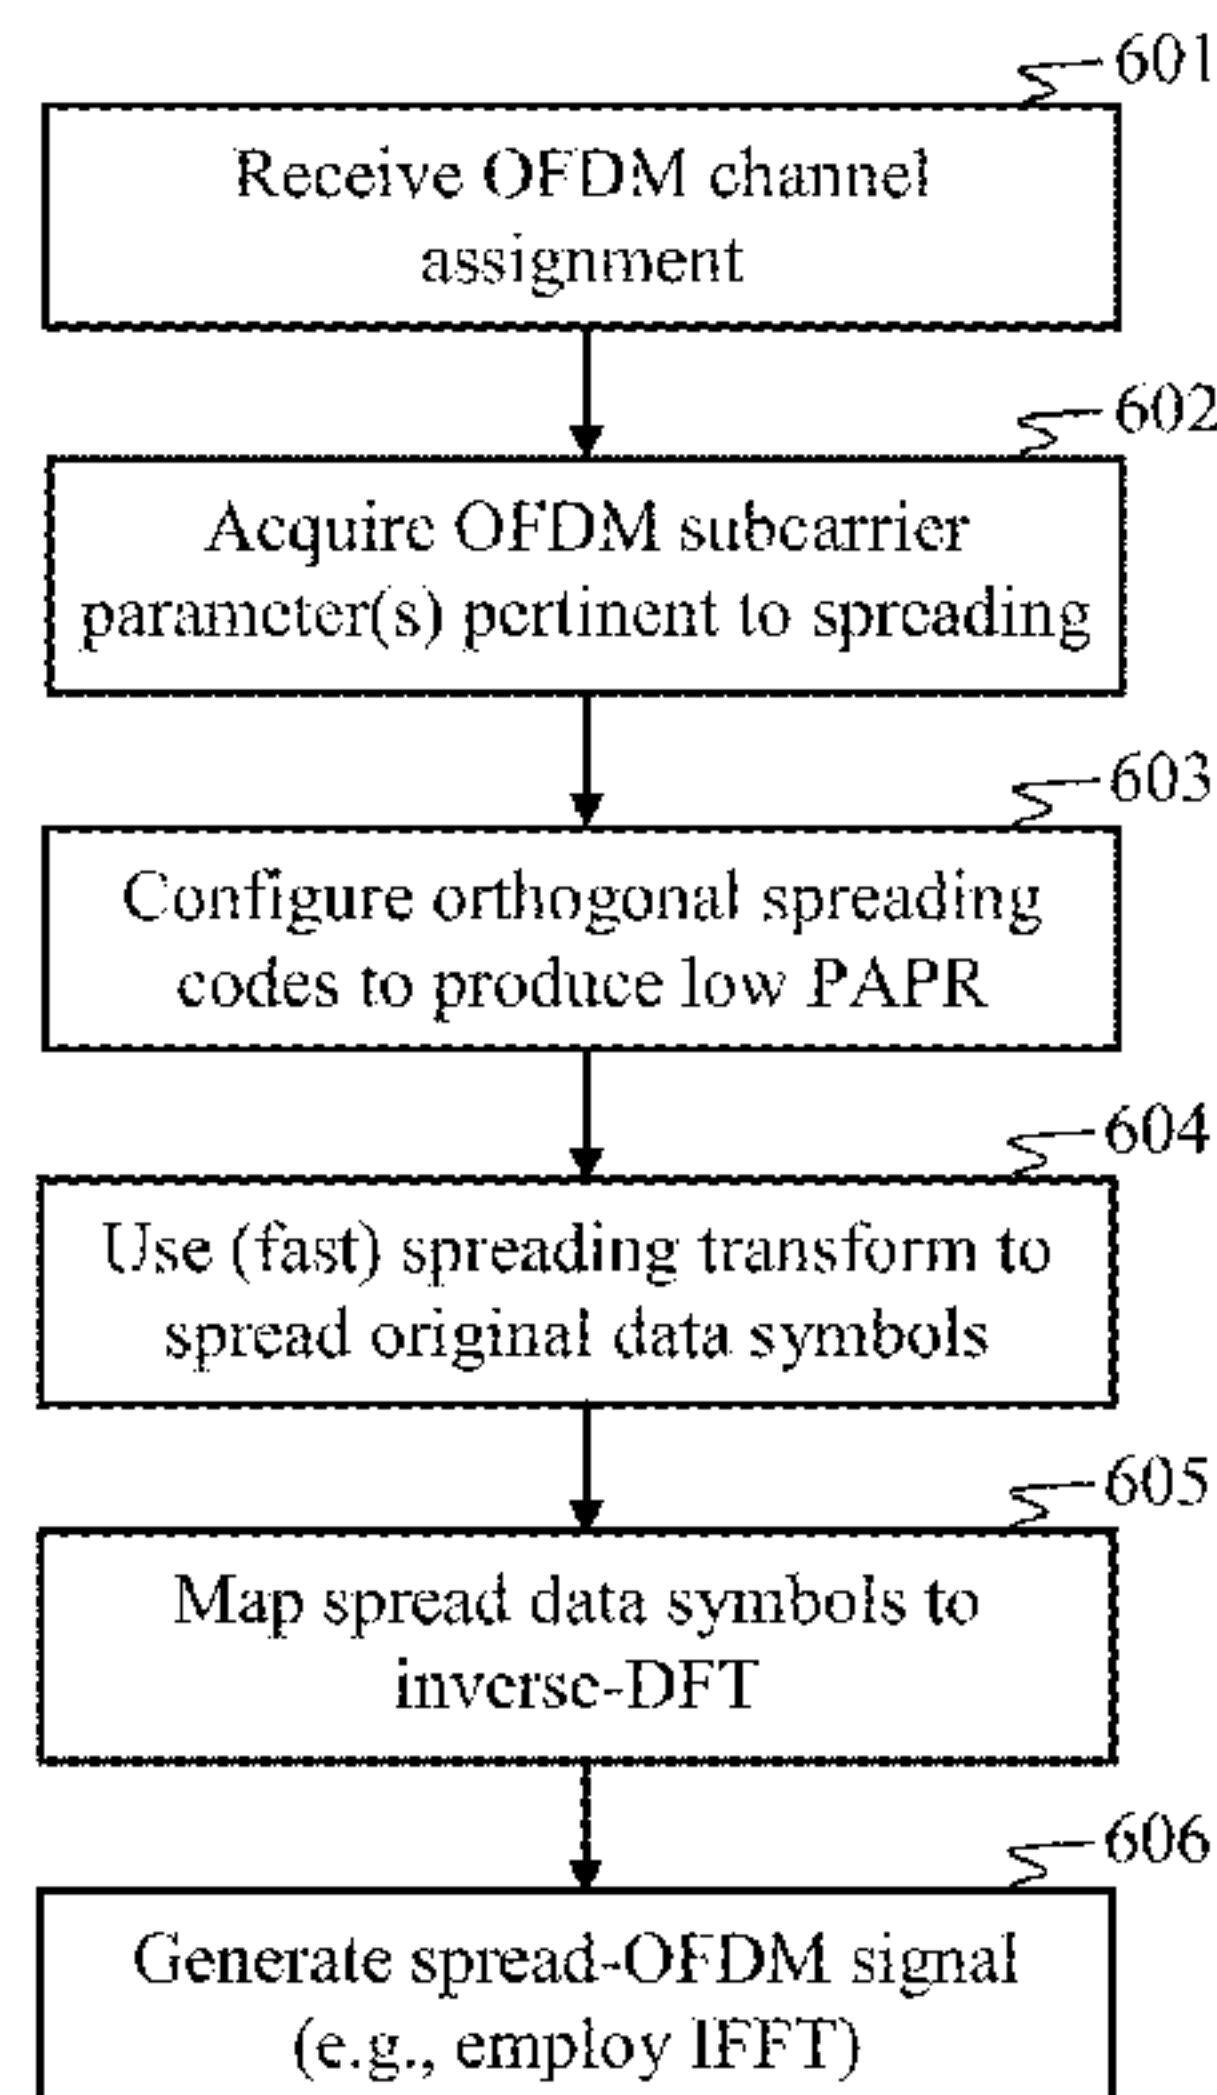 601
Receive OFDM channel
assignment
602
Acquire OFDM subcarrier
parameter(s) pertinent to spreading
603
Configure orthogonal spreading
codes to produce low PAPR
604
Use (fast) spreading transform to
spread original data symbols
605
Map spread data symbols to
inverse-DFT
606
Generate spread-OFDM signal
(e.g., employ IFFT)